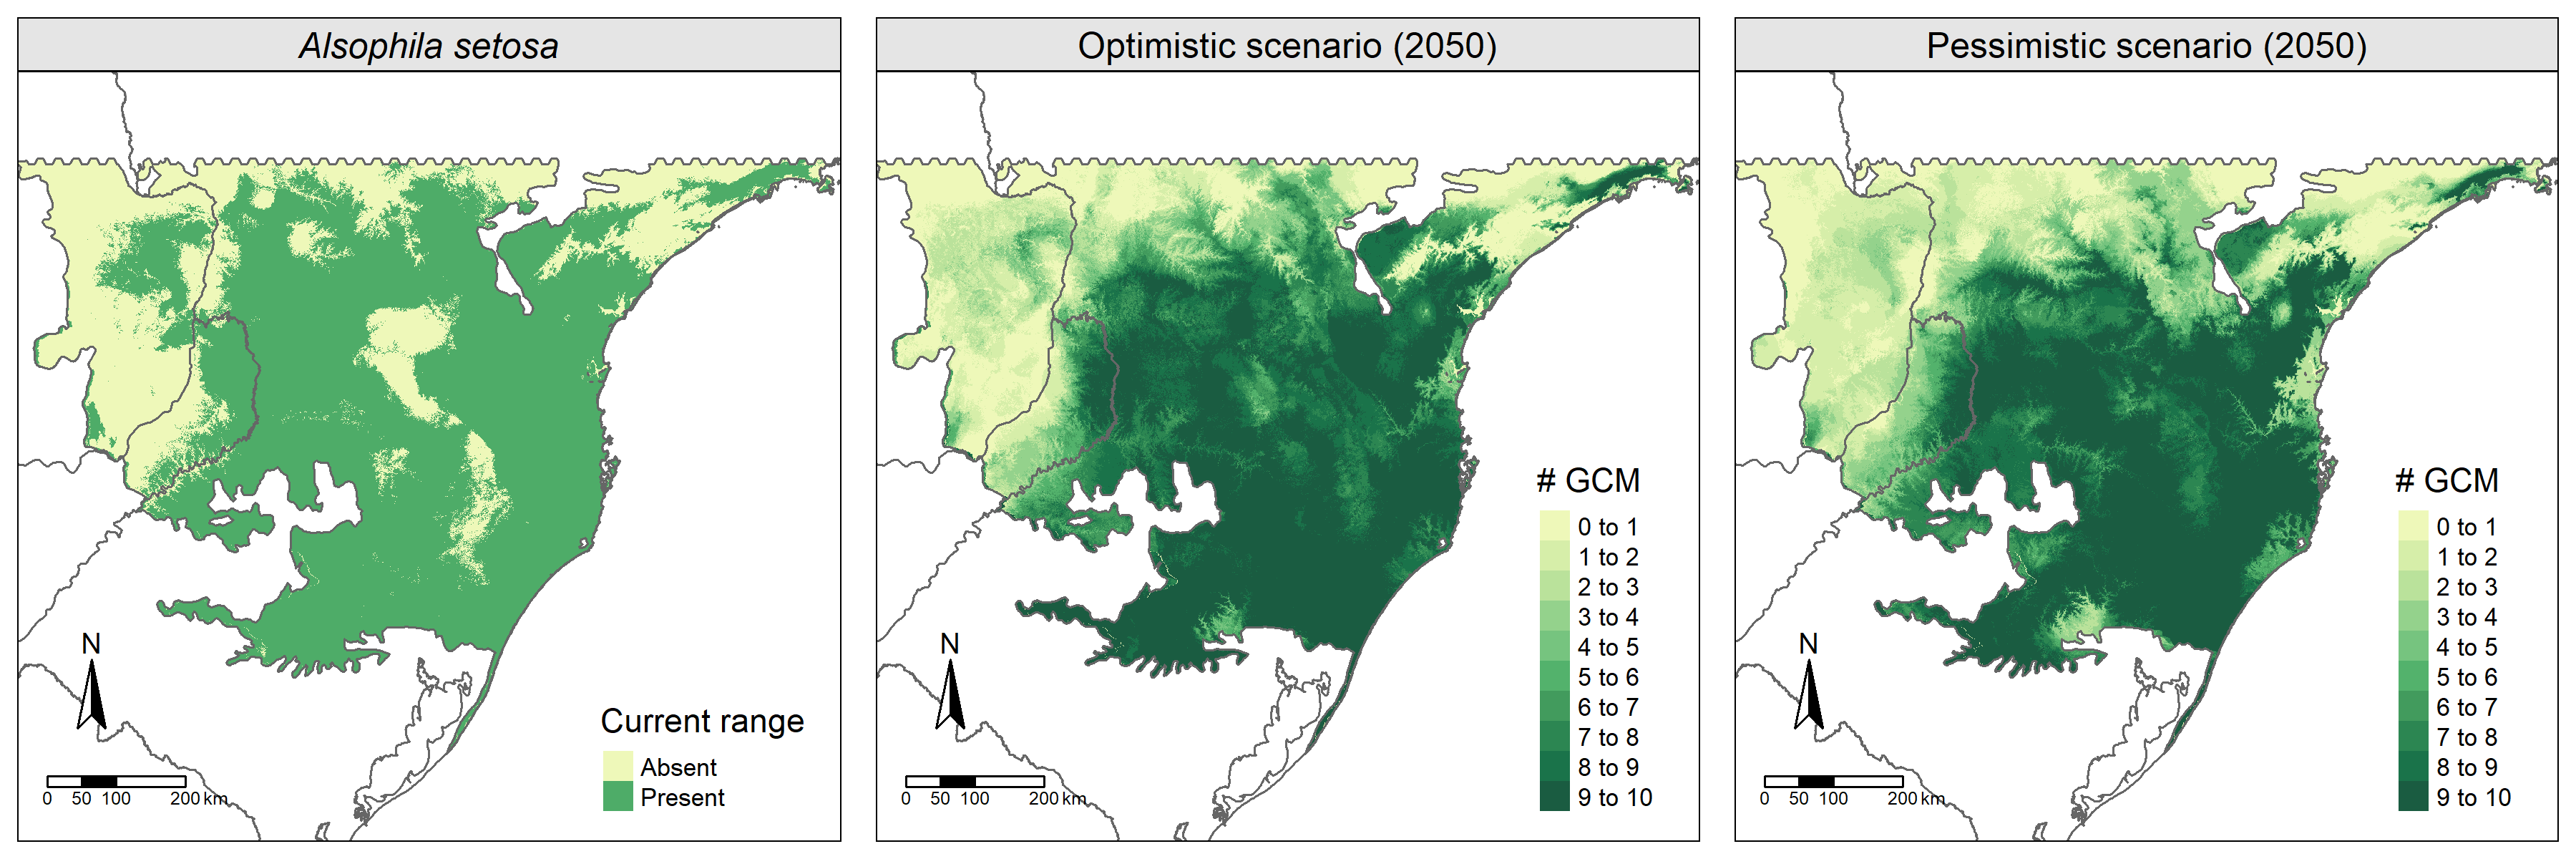 Alsophila setosa
N
Current range
Absent
Present
0 50 100 200 km
Optimistic scenario (2050)
# GCM
0 to 1
1 to 2
2 to 3
3 to 4
4 to 5
5 to 6
6 to 7
7 to 8
8 to 9
9 to 10
N
0 50 100 200 km
Pessimistic scenario (2050)
# GCM
0 to 1
1 to 2
2 to 3
3 to 4
4 to 5
5 to 6
6 to 7
7 to 8
8 to 9
9 to 10
N
0 50 100 200 km